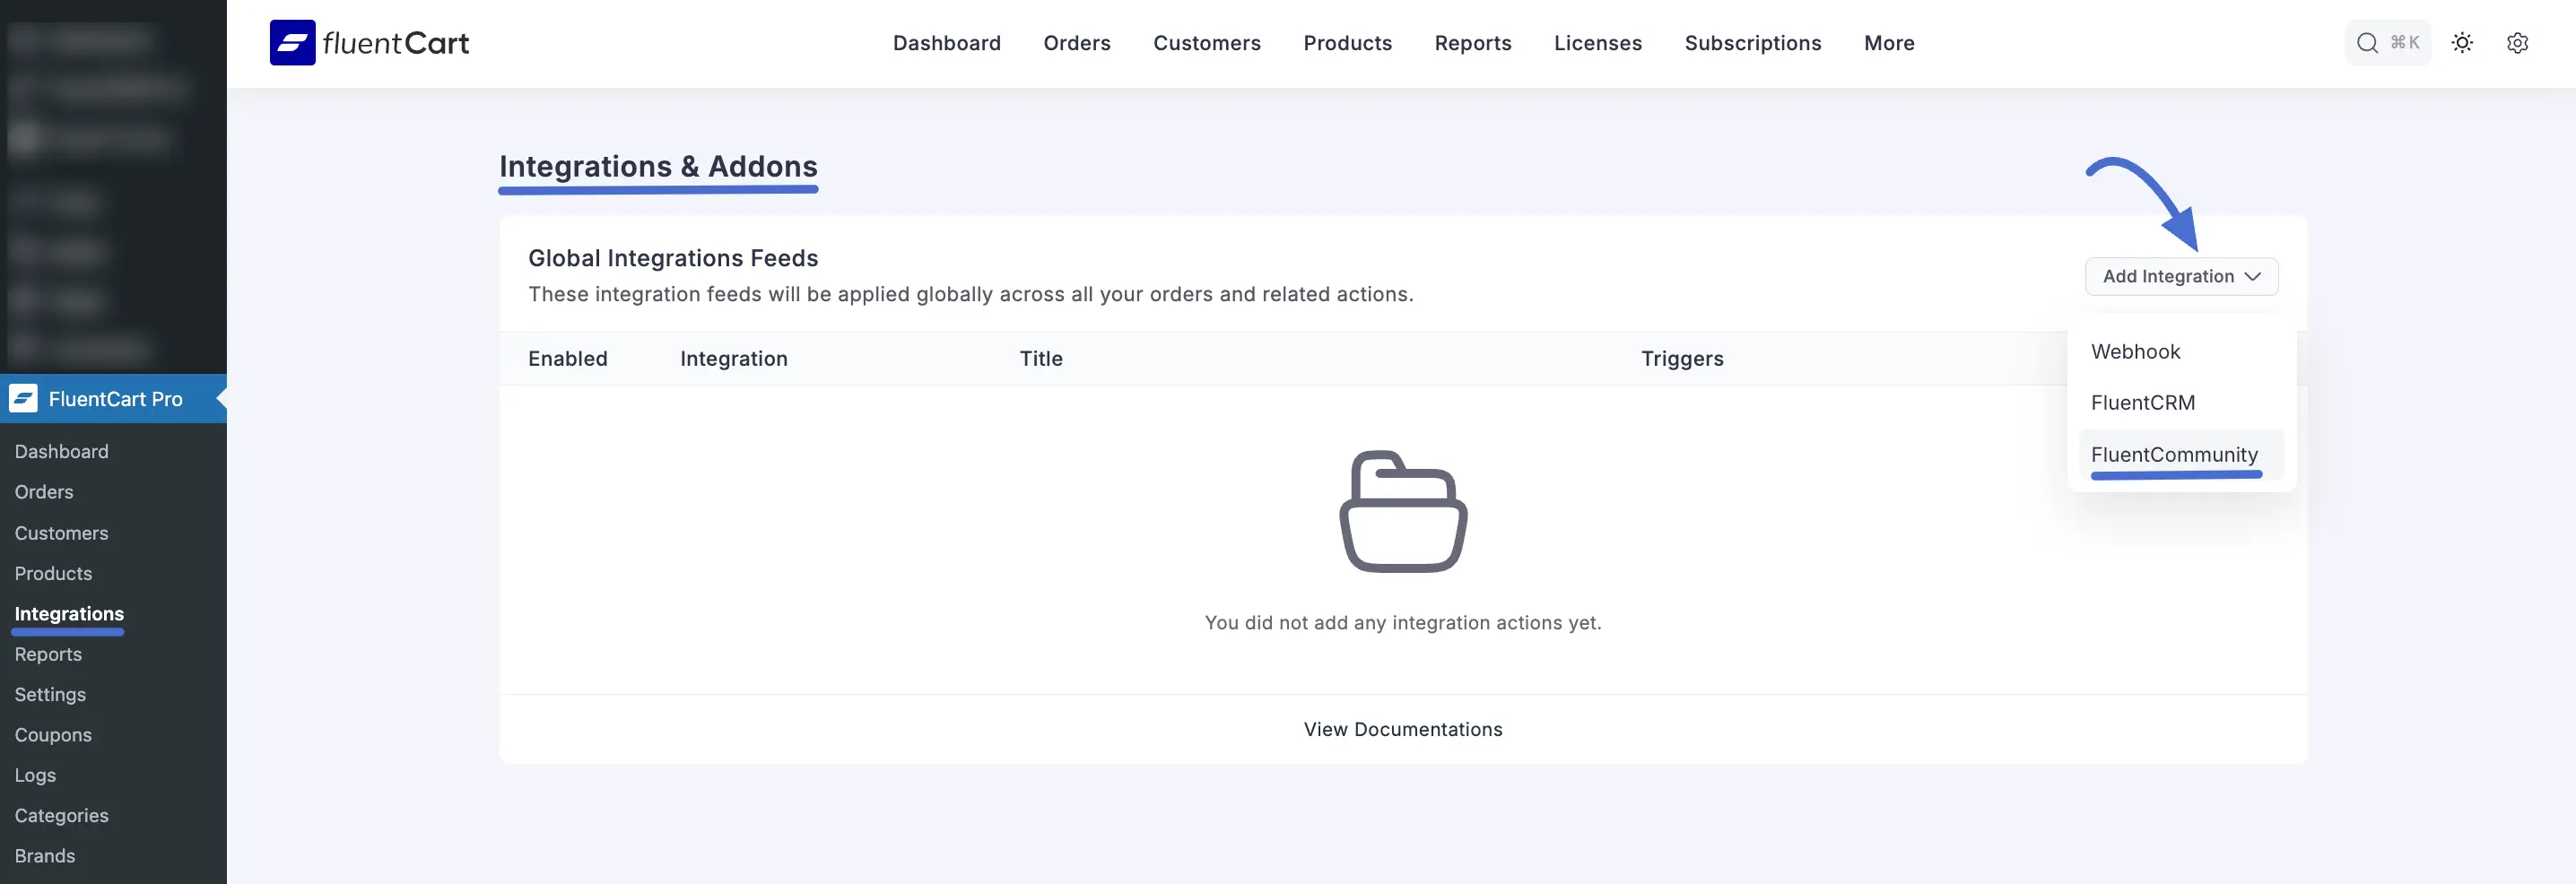 fluentCart
Dashboard Orders Customers Products Reports Licenses Subscriptions More
⌘K
Integrations & Addons
Global Integrations Feeds
These integration feeds will be applied globally across all your orders and related actions.
Add Integration
Webhook
FluentCRM
FluentCommunity
Enabled Integration Title Triggers
You did not add any integration actions yet.
View Documentations
FluentCart Pro
Dashboard
Orders
Customers
Products
Integrations
Reports
Settings
Coupons
Logs
Categories
Brands